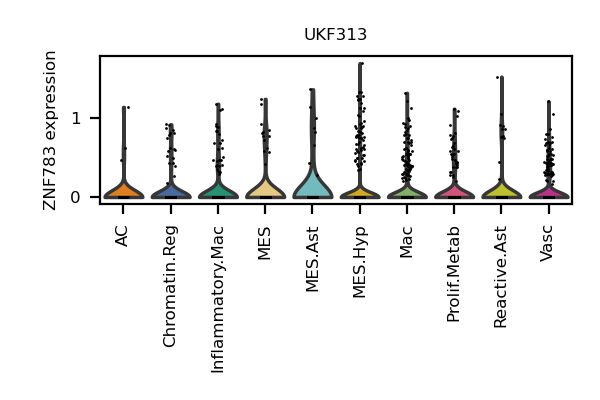 UKF313
ZNF783 expression
1
0
AC
Chromatin.Reg
Inflammatory.Mac
MES
MES.Ast
MES.Hyp
Mac
Prolif.Metab
Reactive.Ast
Vasc